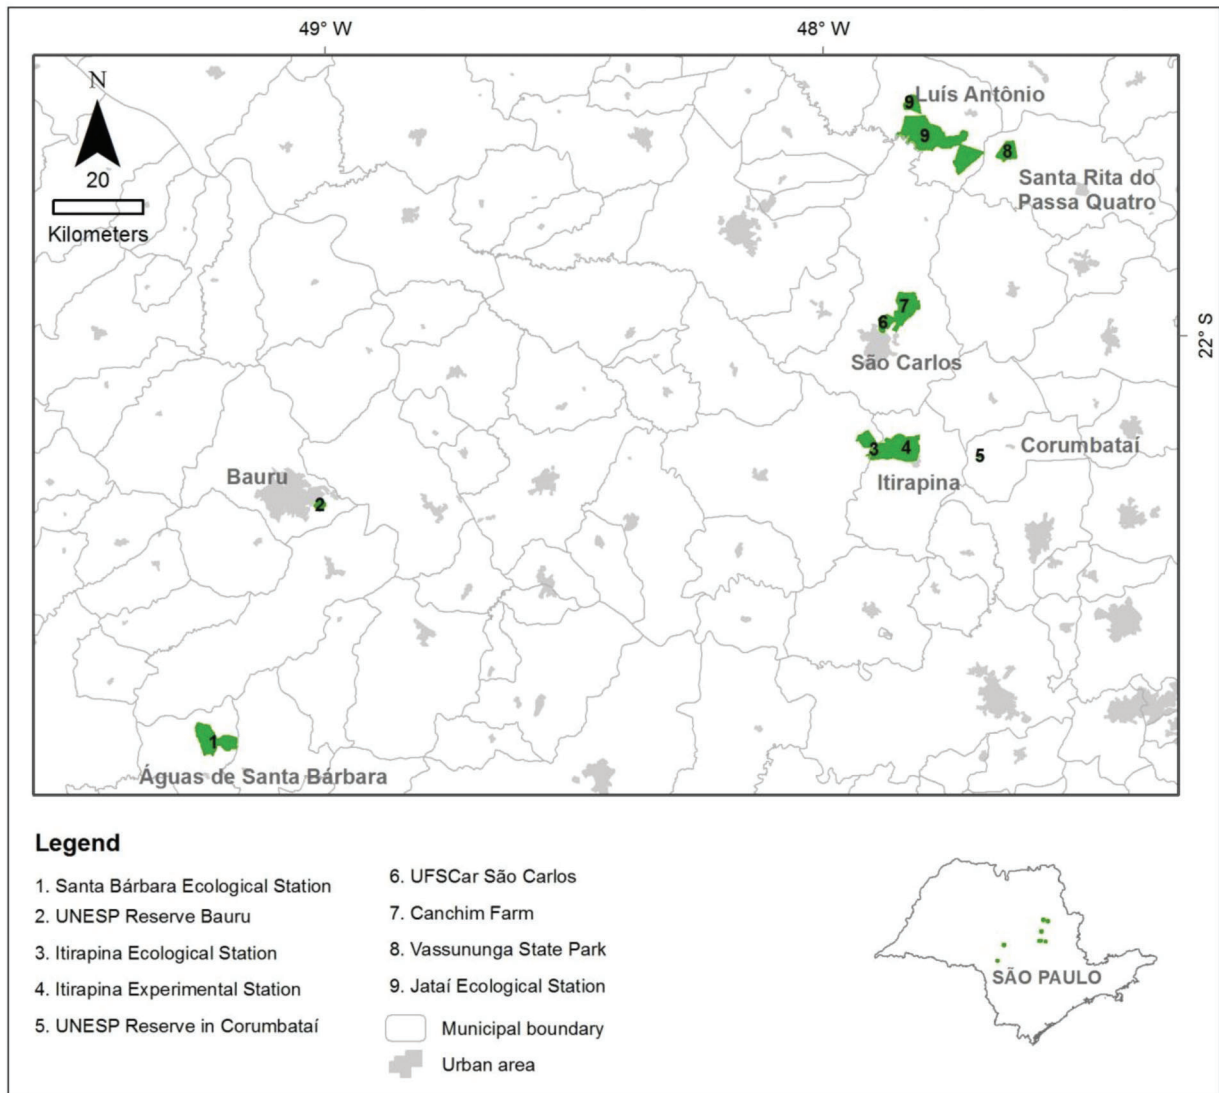 49° W
48° W
N
20
Kilometers
9
Luís Antônio
9
8
Santa Rita do
Passa Quatro
7
6
22° S
São Carlos
3
4
5
Corumbataí
Itirapina
Bauru
2
1
Águas de Santa Bárbara
Legend
1. Santa Bárbara Ecological Station
2. UNESP Reserve Bauru
3. Itirapina Ecological Station
4. Itirapina Experimental Station
5. UNESP Reserve in Corumbataí
6. UFSCar São Carlos
7. Canchim Farm
8. Vassununga State Park
9. Jataí Ecological Station
Municipal boundary
Urban area
SÃO PAULO